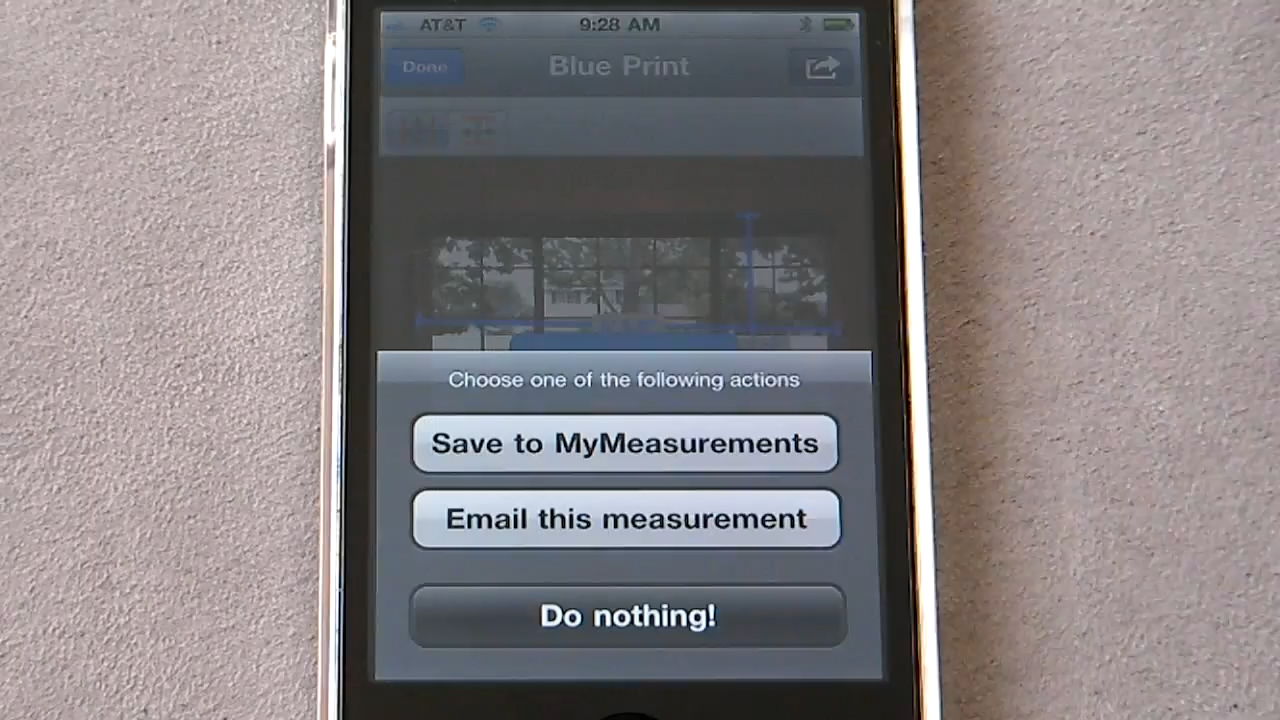 AT&T 9:28 AM
Done Blue Print
Choose one of the following actions
Save to MyMeasurements
Email this measurement
Do nothing!